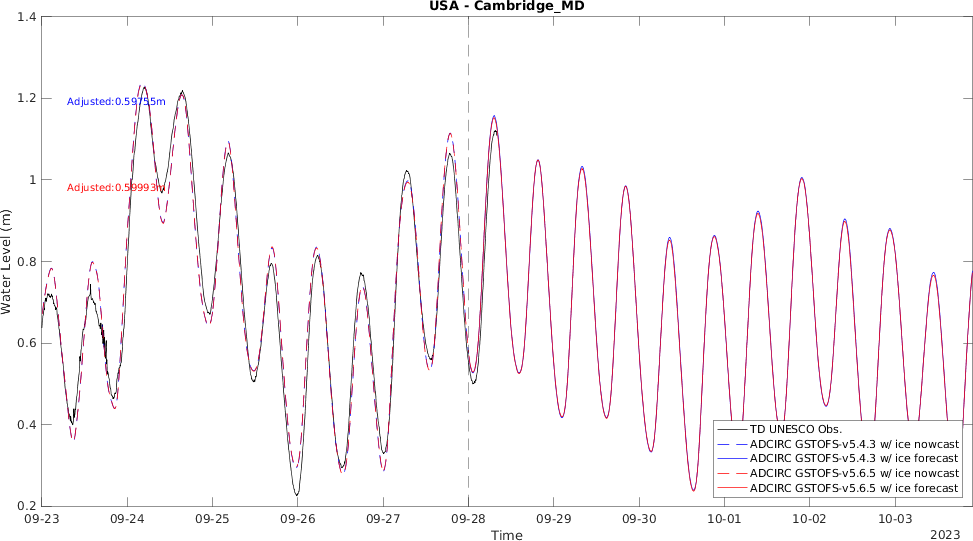 USA - Cambridge_MD
1.4
1.2
1
0.8
0.6
0.4
0.2
Water Level (m)
Adjusted:0.59755m
Adjusted:0.59993m
TD UNESCO Obs.
ADCIRC GSTOFS-v5.4.3 w/ ice nowcast
ADCIRC GSTOFS-v5.4.3 w/ ice forecast
ADCIRC GSTOFS-v5.6.5 w/ ice nowcast
ADCIRC GSTOFS-v5.6.5 w/ ice forecast
09-23 09-24 09-25 09-26 09-27 09-28 09-29 09-30 10-01 10-02 10-03
Time
2023